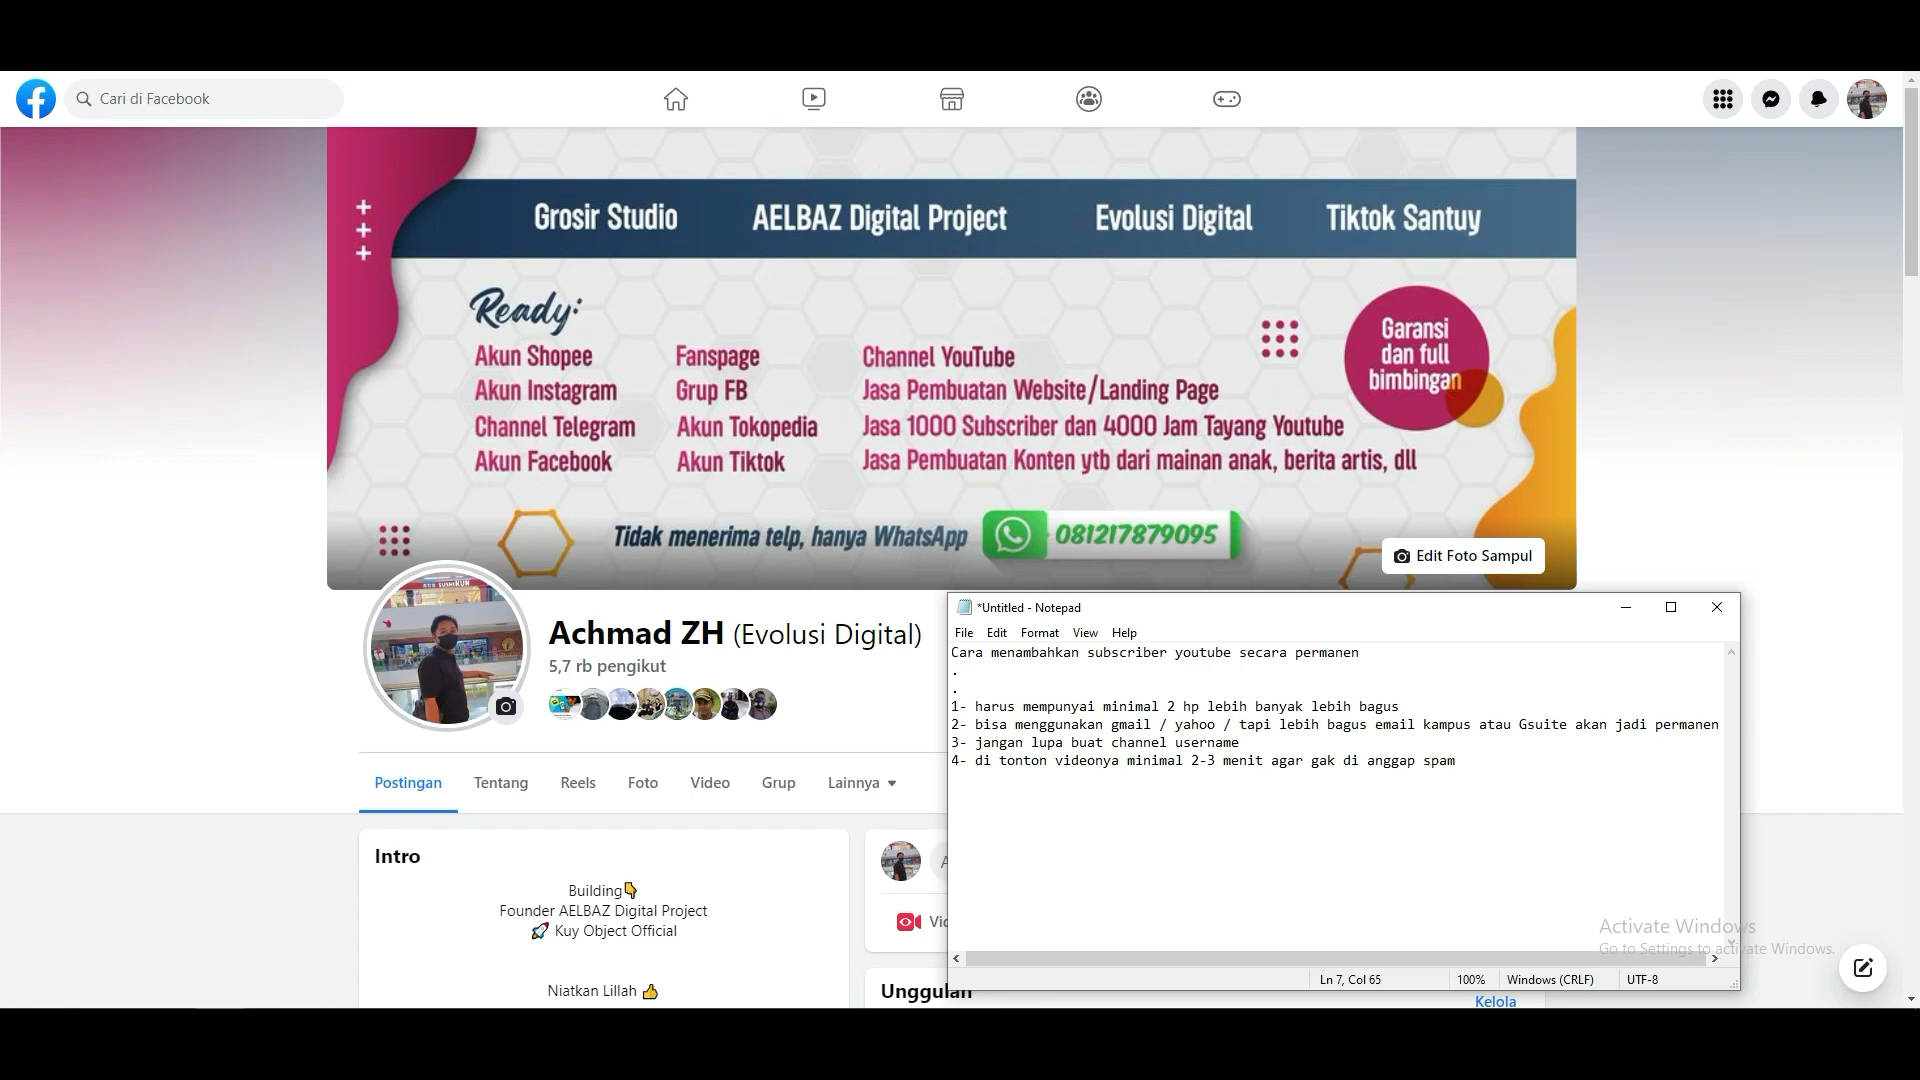 Cari di Facebook
Grosir Studio AELBAZ Digital Project Evolusi Digital Tiktok Santuy
Ready:
Akun Shopee Fanspage Channel YouTube
Akun Instagram Grup FB Jasa Pembuatan Website/Landing Page
Channel Telegram Akun Tokopedia Jasa 1000 Subscriber dan 4000 Jam Tayang Youtube
Akun Facebook Akun Tiktok Jasa Pembuatan Konten ytb dari mainan anak, berita artis, dll
Garansi
dan full
bimbingan
Tidak menerima telp, hanya WhatsApp 081217879095
Edit Foto Sampul
Achmad ZH (Evolusi Digital)
5,7 rb pengikut
Postingan Tentang Reels Foto Video Grup Lainnya
Intro
Building👇
Founder AELBAZ Digital Project
🚀 Kuy Object Official
Niatkan Lillah 👍
Unggulan
Kelola
*Untitled - Notepad
File Edit Format View Help
Cara menambahkan subscriber youtube secara permanen
.
.
1- harus mempunyai minimal 2 hp lebih banyak lebih bagus
2- bisa menggunakan gmail / yahoo / tapi lebih bagus email kampus atau Gsuite akan jadi permanen
3- jangan lupa buat channel username
4- di tonton videonya minimal 2-3 menit agar gak di anggap spam
Ln 7, Col 65 100% Windows (CRLF) UTF-8
Activate Windows
Go to Settings to activate Windows.